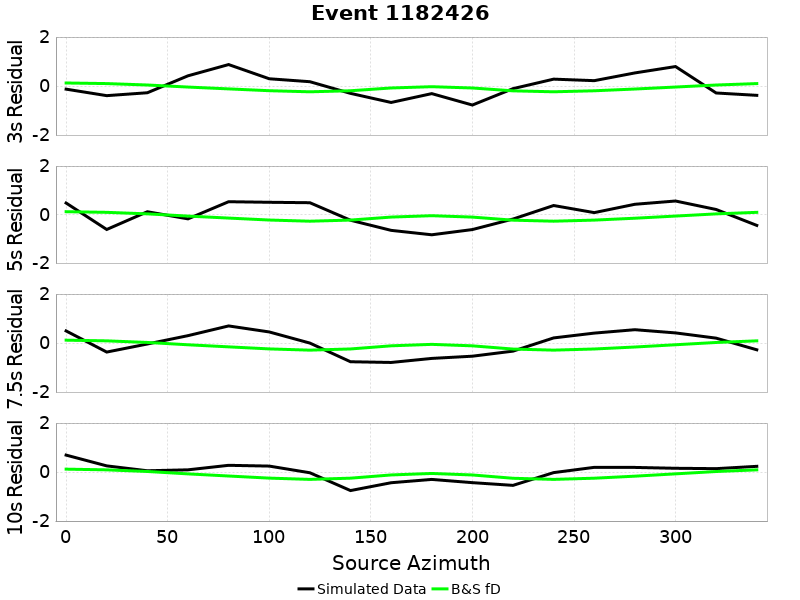 Event 1182426
3s Residual
2
0
-2
5s Residual
2
0
-2
7.5s Residual
2
0
-2
10s Residual
2
0
-2
0 50 100 150 200 250 300
Source Azimuth
Simulated Data B&S fD